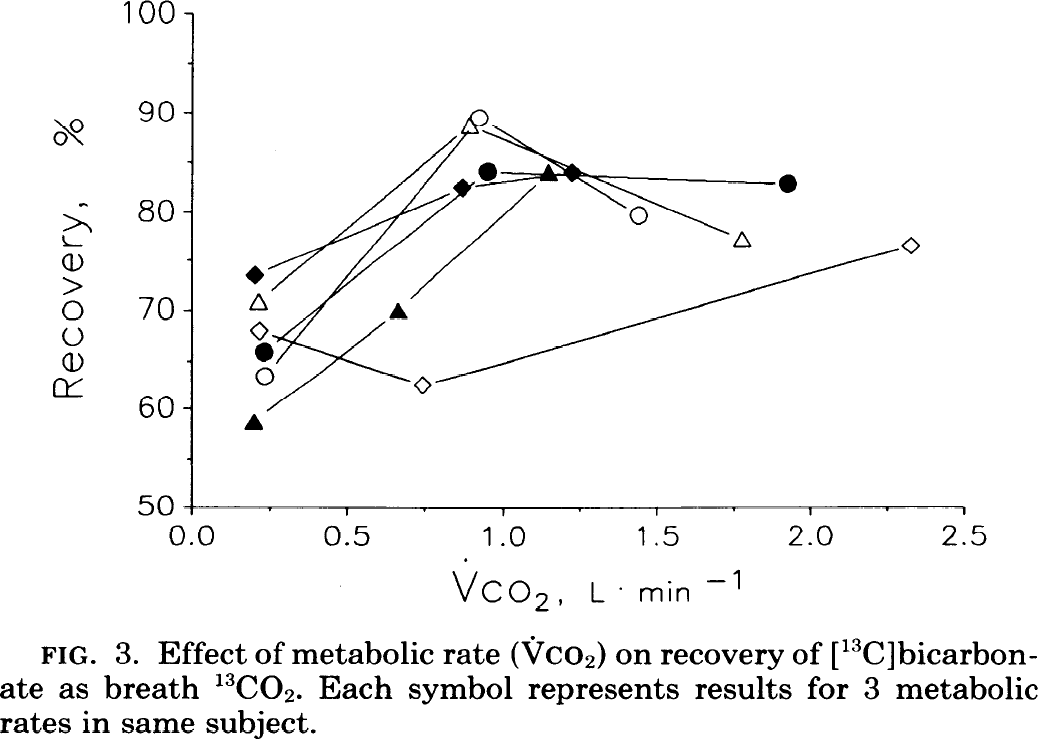 100
90
80
70
60
50
Recovery, %
0.0 0.5 1.0 1.5 2.0 2.5
V̇CO₂, L · min ⁻¹
FIG. 3. Effect of metabolic rate (V̇CO₂) on recovery of [¹³C]bicarbon-
ate as breath ¹³CO₂. Each symbol represents results for 3 metabolic
rates in same subject.